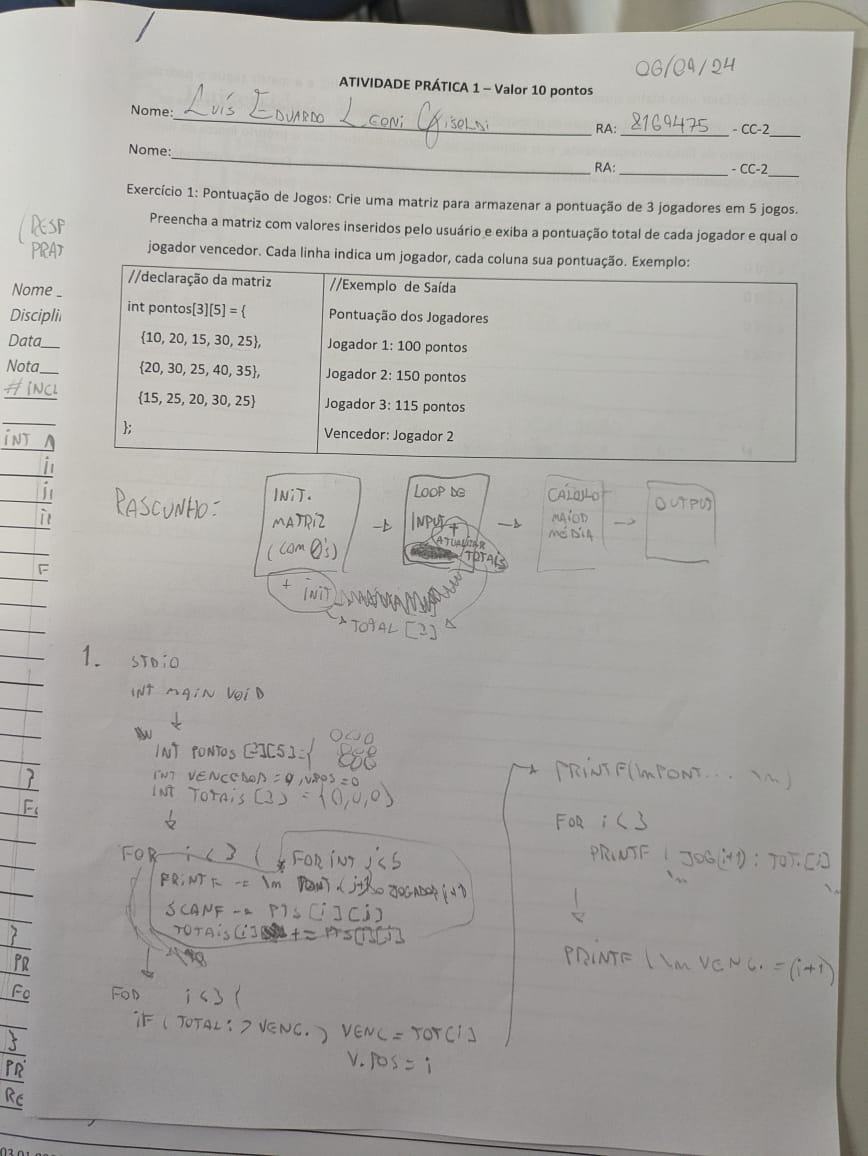 06/09/24
ATIVIDADE PRÁTICA 1 – Valor 10 pontos
Nome: Luís Eduardo Leoni Gisoldi RA: 8169475 - CC-2____
Nome: RA: - CC-2____
Exercício 1: Pontuação de Jogos: Crie uma matriz para armazenar a pontuação de 3 jogadores em 5 jogos.
Preencha a matriz com valores inseridos pelo usuário e exiba a pontuação total de cada jogador e qual o
jogador vencedor. Cada linha indica um jogador, cada coluna sua pontuação. Exemplo:
//declaração da matriz
int pontos[3][5] = {
{10, 20, 15, 30, 25},
{20, 30, 25, 40, 35},
{15, 25, 20, 30, 25}
};
//Exemplo de Saída
Pontuação dos Jogadores
Jogador 1: 100 pontos
Jogador 2: 150 pontos
Jogador 3: 115 pontos
Vencedor: Jogador 2
(RESP
PRAT
Nome
Discipli
Data
Nota
# INCL
INT
F
}
Fo
}
PR
Fo
}
PR
RE
RASCUNHO:
INIT.
MATRIZ
(COM 0's)
+ INIT
TOTAL [3]
LOOP DE
INPUT +
ATUALIZAR
TOTAIS
CÁLCULO
MAIOR
MÉDIA
OUTPUT
1. STDIO
INT MAIN VOID
INT PONTOS [3][5] = {
INT VENCEDOR = 0, V.POS = 0
INT TOTAIS [3] = {0,0,0}
FOR i < 3 { FOR INT j < 5
PRINTF → \n PONT (j+1) JOGADOR (i+1)
SCANF → PTS [i][j]
TOTAIS [i] += PTS[i][j]
FOR i < 3 {
IF ( TOTAL i > VENC. ) VENC = TOT[i]
V.POS = i
→ PRINTF (\n PONT... \n)
FOR i < 3
PRINTF ( JOG(i+1) : TOT.[i]
\n
PRINTF ( \n VENC. = (i+1)